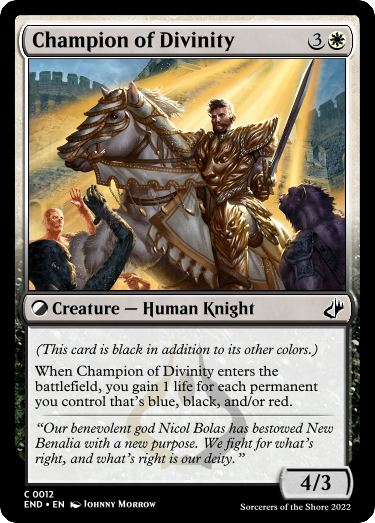 Champion of Divinity 3
Creature — Human Knight
(This card is black in addition to its other colors.)
When Champion of Divinity enters the
battlefield, you gain 1 life for each permanent
you control that's blue, black, and/or red.
“Our benevolent god Nicol Bolas has bestowed New
Benalia with a new purpose. We fight for what's
right, and what's right is our deity.”
4/3
C 0012
END • EN Johnny Morrow
Sorcerers of the Shore 2022